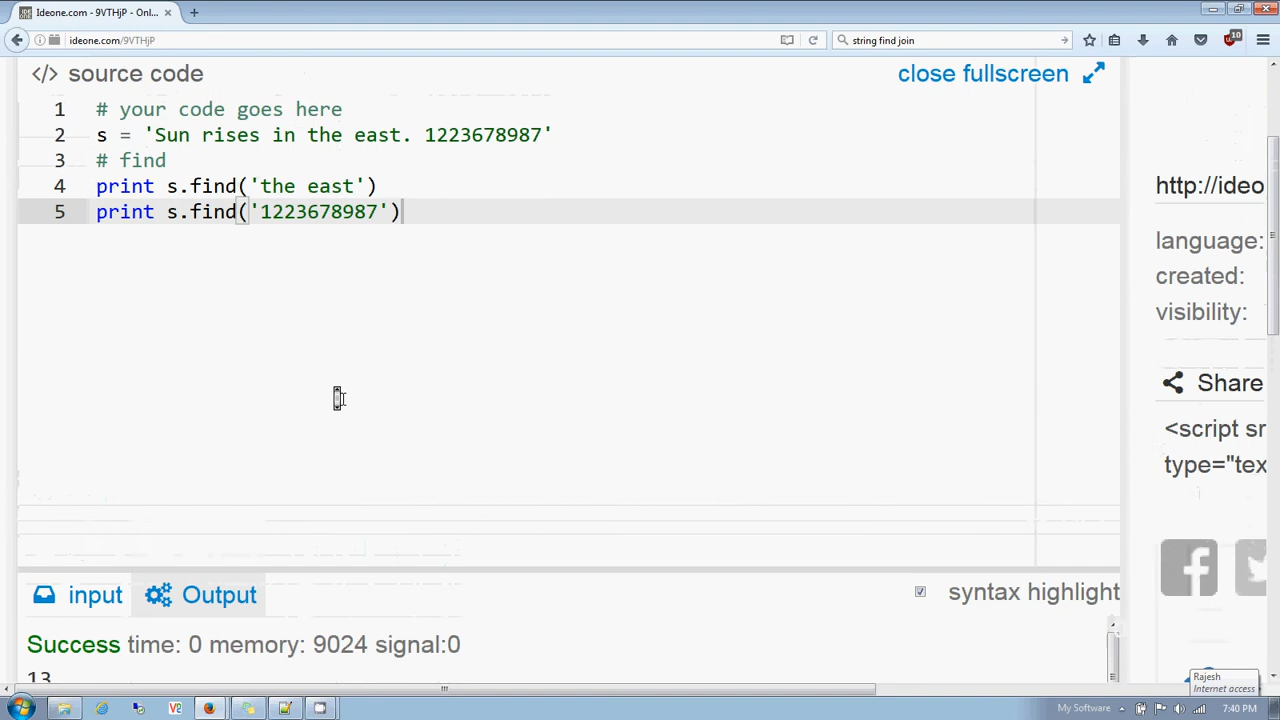 Ideone.com - 9VTHjP - Onl...
ideone.com/9VTHjP
string find join
10
</> source code
close fullscreen
1 # your code goes here
2 s = 'Sun rises in the east. 1223678987'
3 # find
4 print s.find('the east')
5 print s.find('1223678987')
http://ideo
language:
created:
visibility:
Share
<script sr
type="tex
input
Output
syntax highlight
Success time: 0 memory: 9024 signal:0
13
Rajesh
Internet access
My Software
7:40 PM